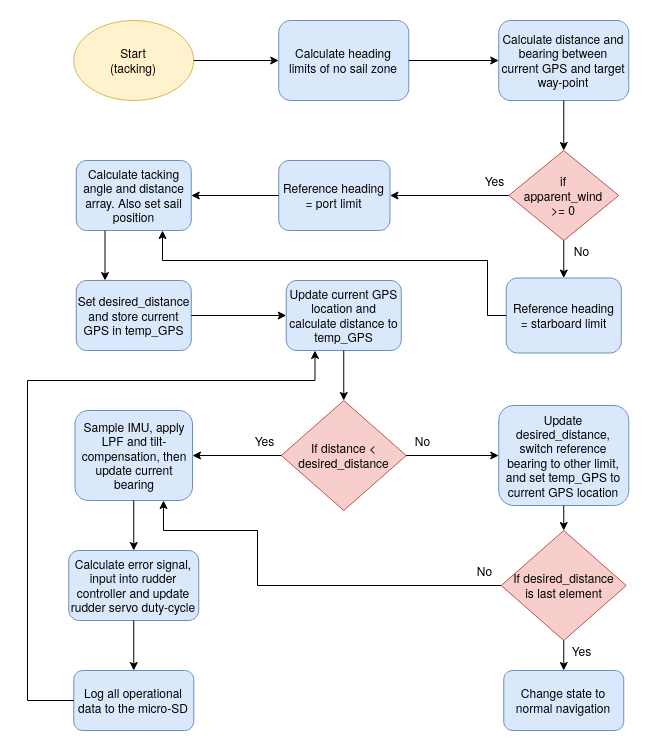 Start
(tacking)
Calculate heading
limits of no sail zone
Calculate distance and
bearing between
current GPS and target
way-point
if
apparent_wind
>= 0
Yes
No
Reference heading
= port limit
Calculate tacking
angle and distance
array. Also set sail
position
Reference heading
= starboard limit
Set desired_distance
and store current
GPS in temp_GPS
Update current GPS
location and
calculate distance to
temp_GPS
If distance <
desired_distance
Yes
No
Sample IMU, apply
LPF and tilt-
compensation, then
update current
bearing
Update
desired_distance,
switch reference
bearing to other limit,
and set temp_GPS to
current GPS location
Calculate error signal,
input into rudder
controller and update
rudder servo duty-cycle
If desired_distance
is last element
No
Yes
Log all operational
data to the micro-SD
Change state to
normal navigation